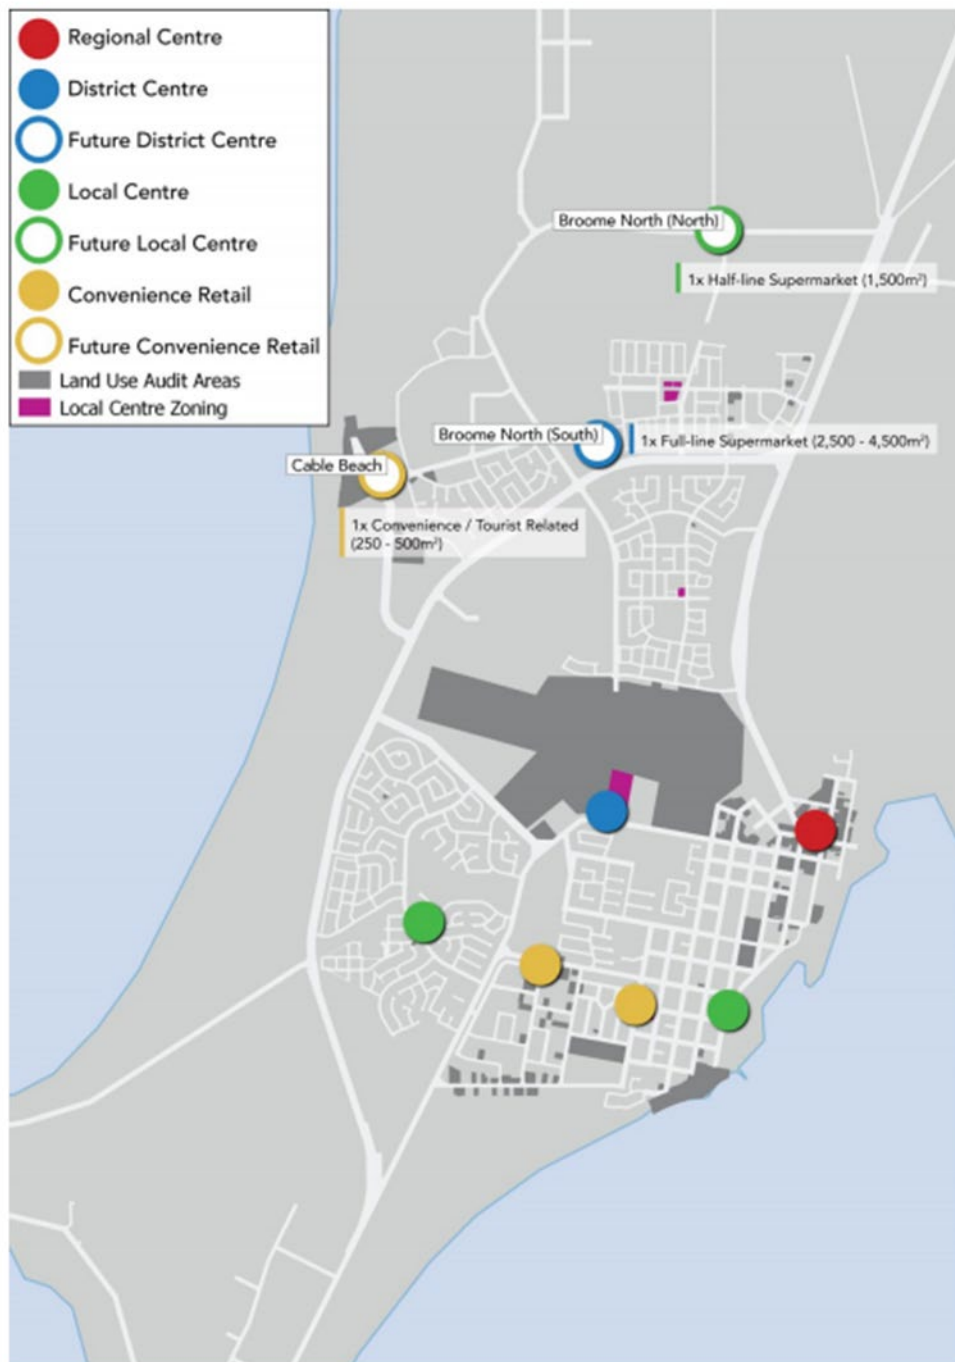 Regional Centre
District Centre
Future District Centre
Local Centre
Future Local Centre
Convenience Retail
Future Convenience Retail
Land Use Audit Areas
Local Centre Zoning
Broome North (North)
1x Half-line Supermarket (1,500m²)
Broome North (South)
1x Full-line Supermarket (2,500 - 4,500m²)
Cable Beach
1x Convenience / Tourist Related
(250 - 500m²)